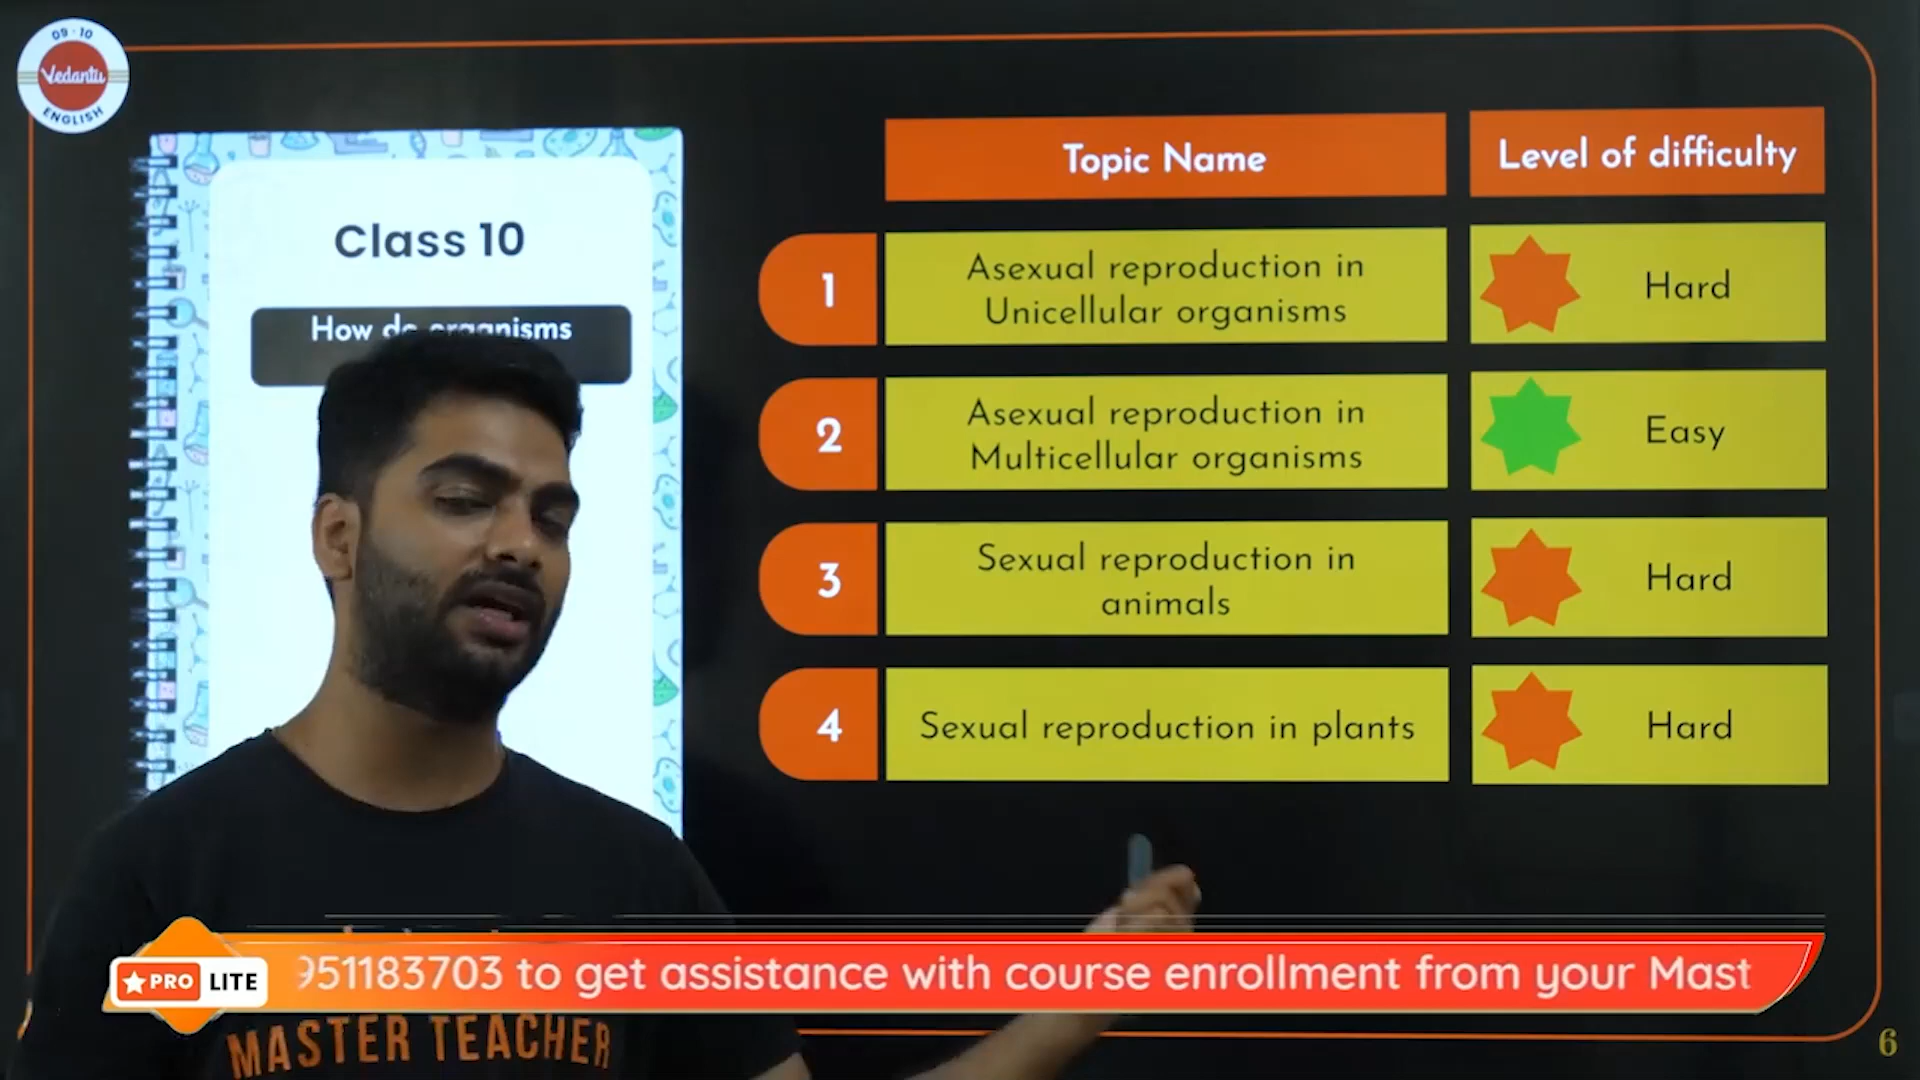 09-10
Vedantu
ENGLISH
Class 10
How do organisms
Topic Name
Level of difficulty
1
Asexual reproduction in
Unicellular organisms
Hard
2
Asexual reproduction in
Multicellular organisms
Easy
3
Sexual reproduction in
animals
Hard
4
Sexual reproduction in plants
Hard
PRO LITE
951183703 to get assistance with course enrollment from your Mast
MASTER TEACHER
6